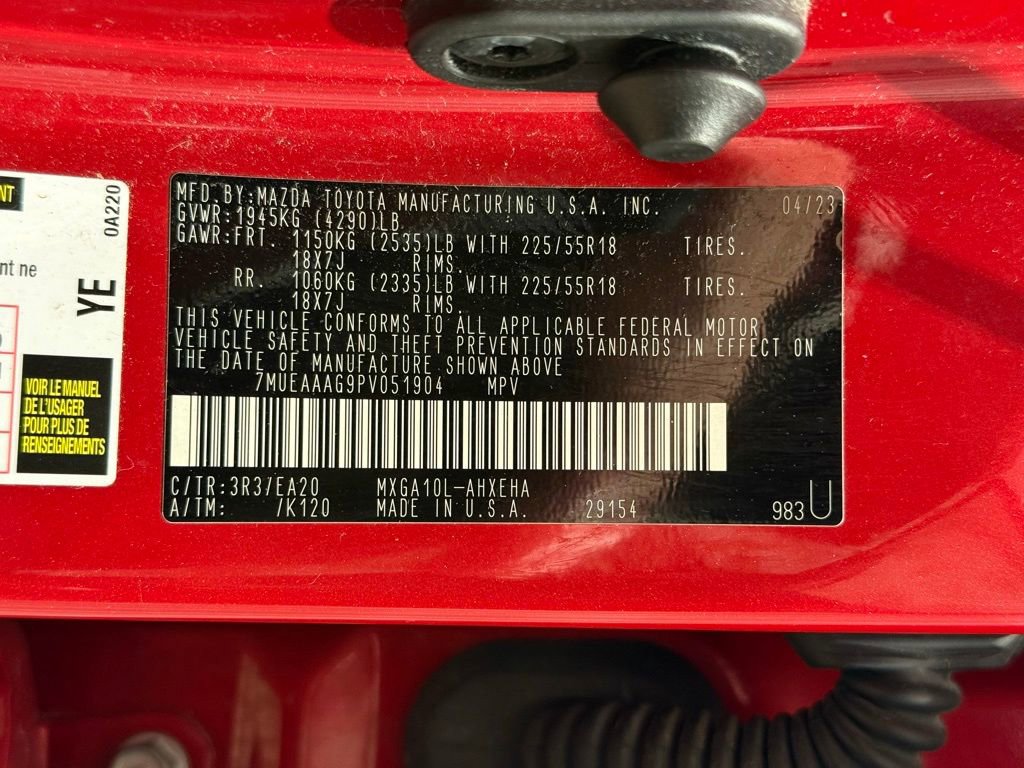 NT
0A220
nt ne
YE
VOIR LE MANUEL
DE L'USAGER
POUR PLUS DE
RENSEIGNEMENTS
MFD.BY:MAZDA TOYOTA MANUFACTURING U.S.A. INC. 04/23
GVWR:1945KG (4290)LB
GAWR:FRT. 1150KG (2535)LB WITH 225/55R18 TIRES.
18X7J RIMS.
RR. 1060KG (2335)LB WITH 225/55R18 TIRES.
18X7J RIMS.
THIS VEHICLE CONFORMS TO ALL APPLICABLE FEDERAL MOTOR
VEHICLE SAFETY AND THEFT PREVENTION STANDARDS IN EFFECT ON
THE DATE OF MANUFACTURE SHOWN ABOVE
7MUEAAAG9PV051904 MPV
C/TR:3R3/EA20 MXGA10L-AHXEHA
A/TM: /K120 MADE IN U.S.A. 29154 983U